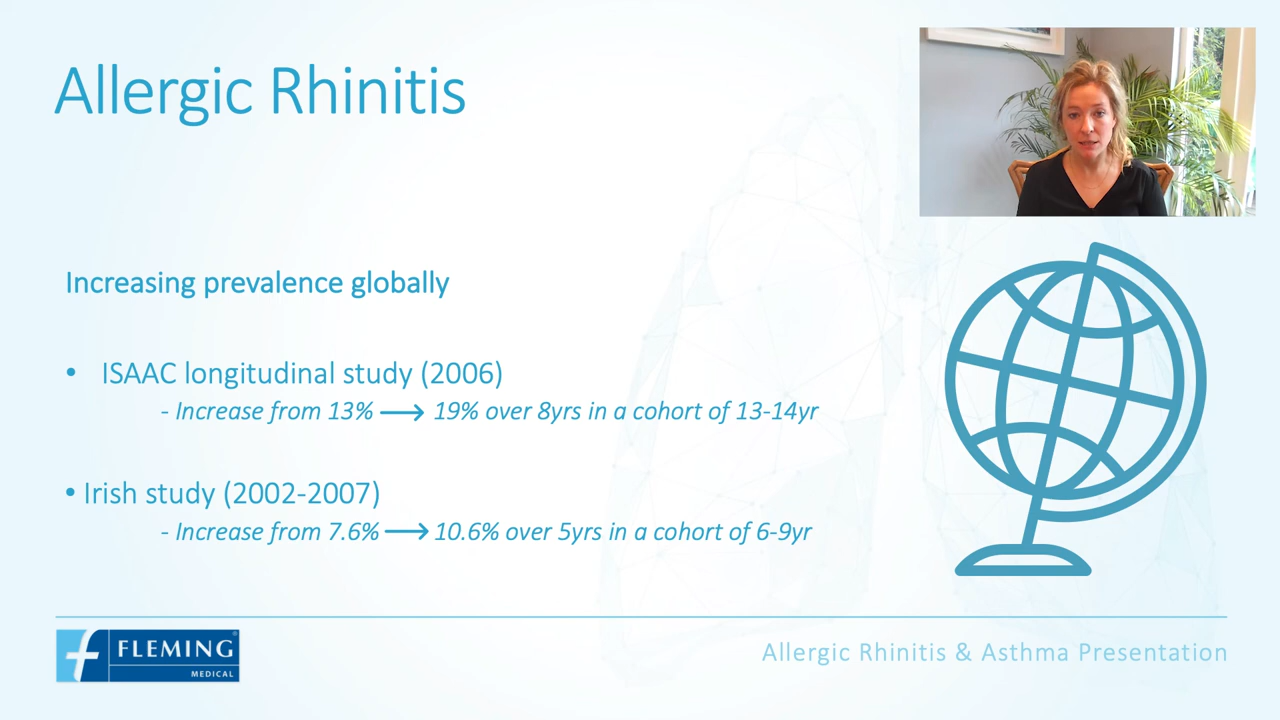 Allergic Rhinitis
Increasing prevalence globally
• ISAAC longitudinal study (2006)
- Increase from 13% ⟶ 19% over 8yrs in a cohort of 13-14yr
• Irish study (2002-2007)
- Increase from 7.6% ⟶ 10.6% over 5yrs in a cohort of 6-9yr
FLEMING®
MEDICAL
Allergic Rhinitis & Asthma Presentation